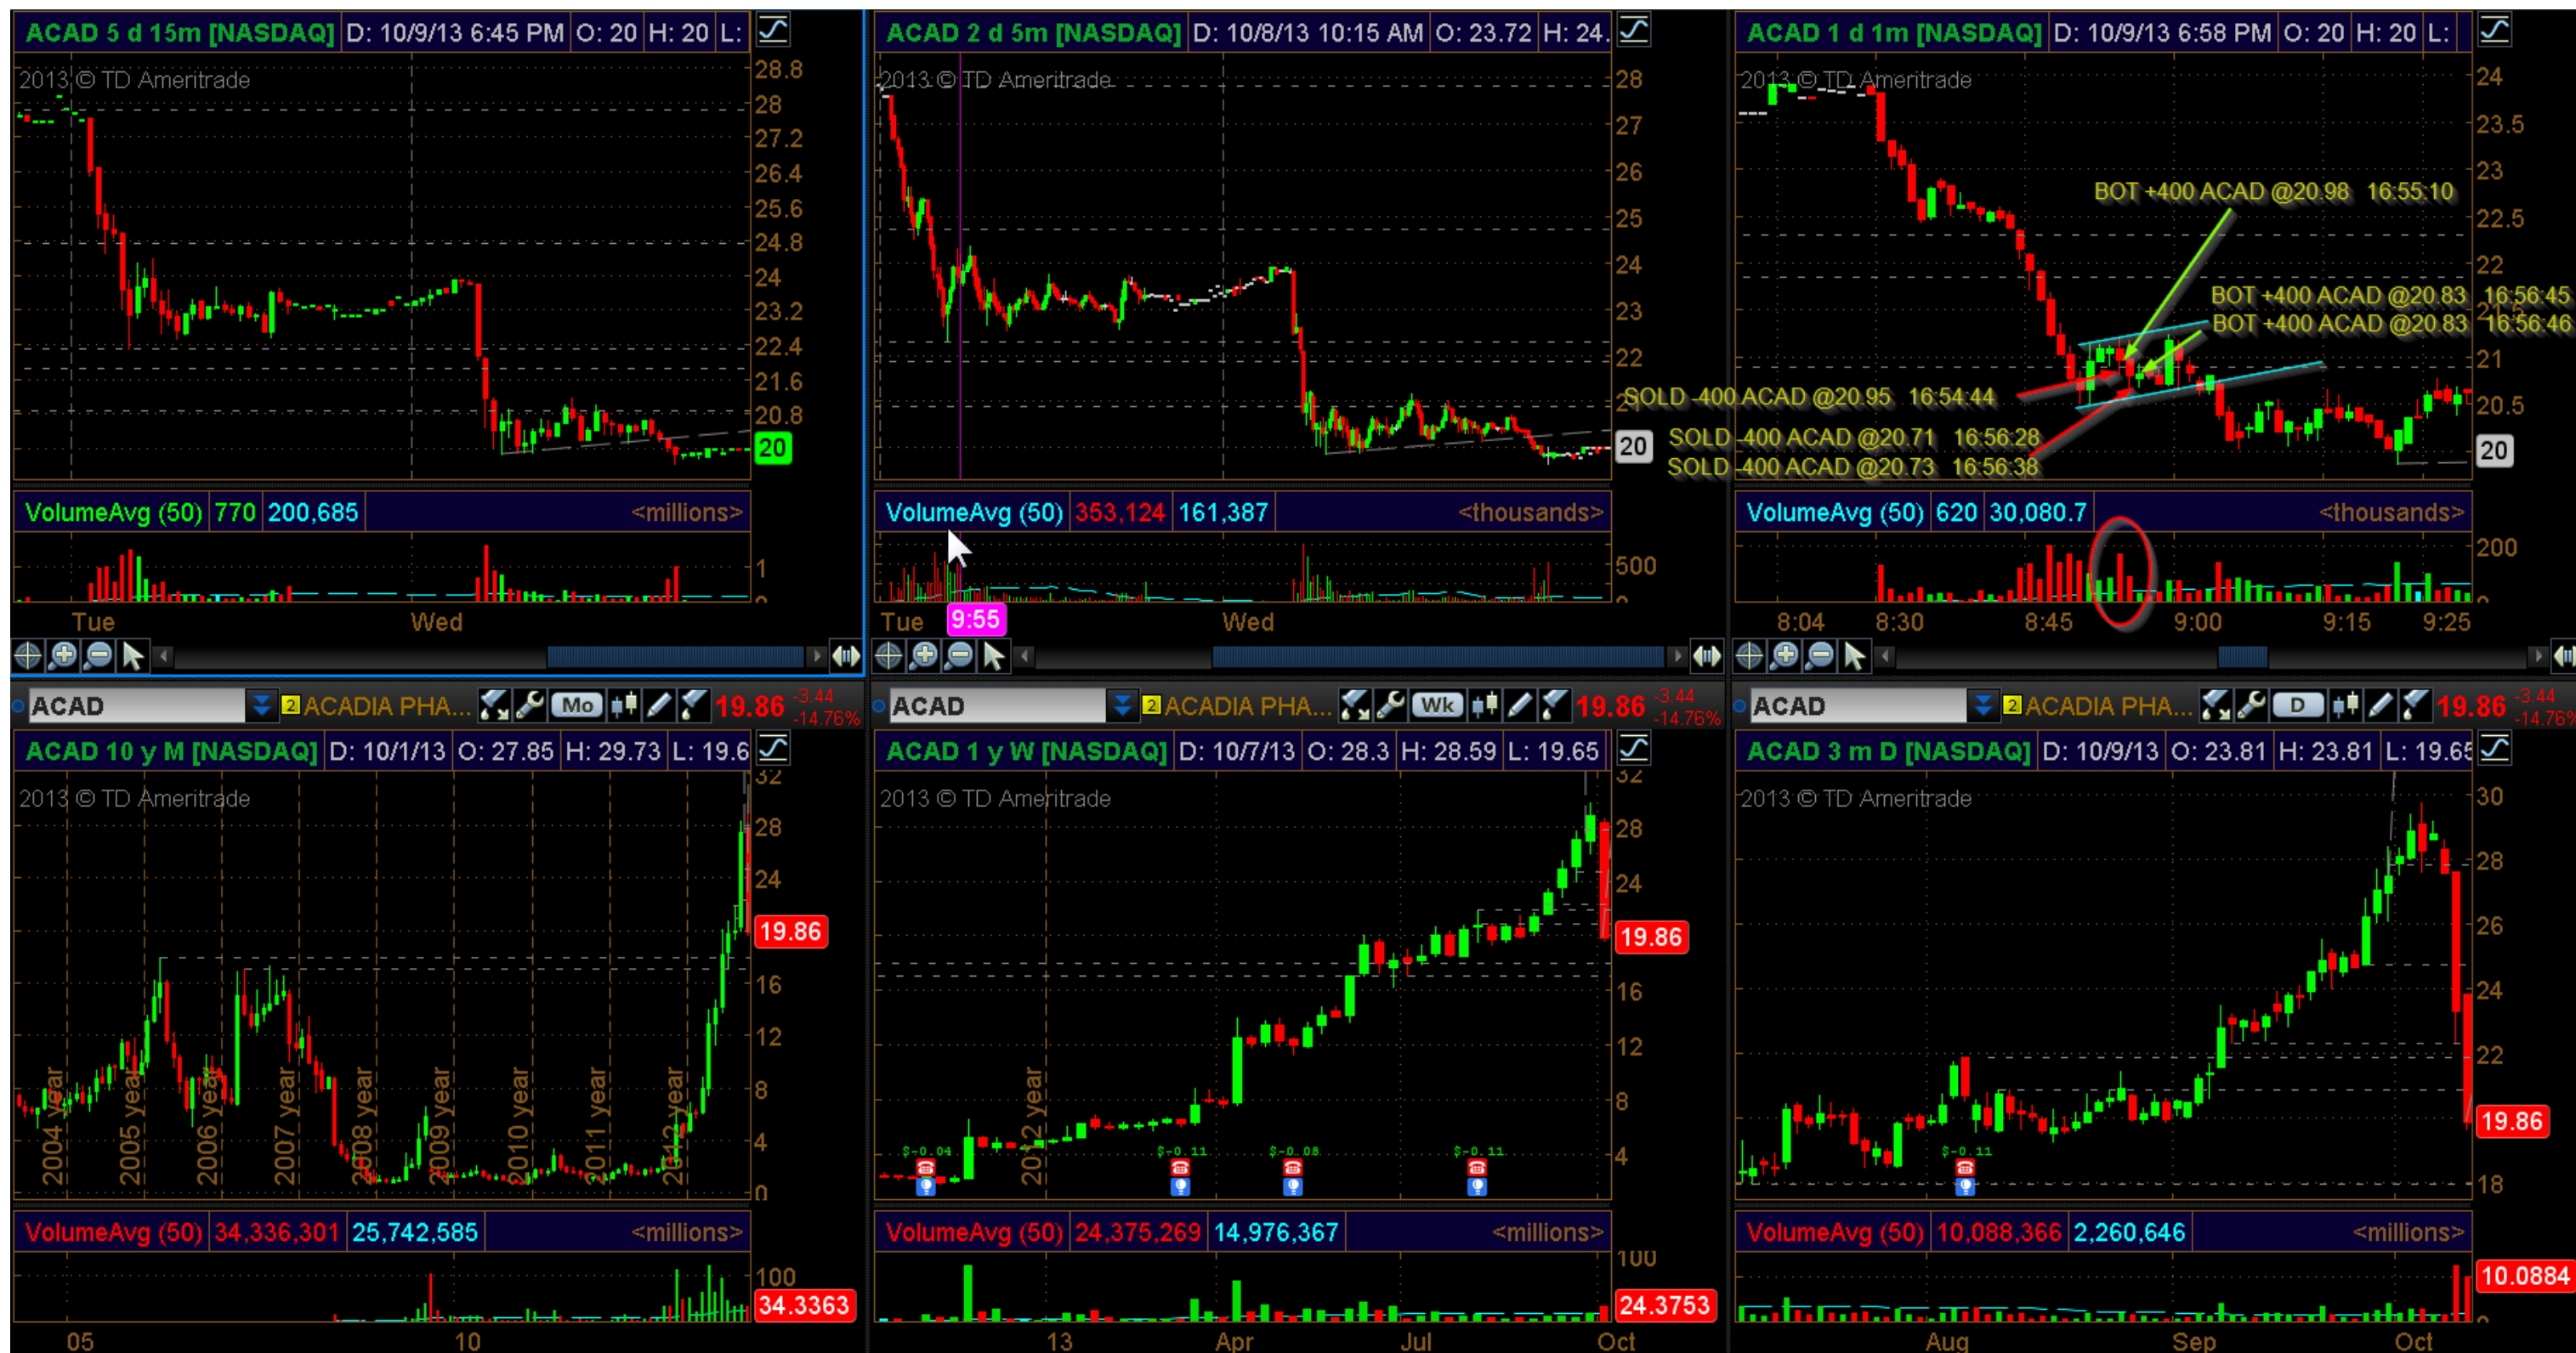 ACAD 5 d 15m [NASDAQ] D: 10/9/13 6:45 PM O: 20 H: 20 L:
2013 © TD Ameritrade
28.8
28
27.2
26.4
25.6
24.8
24
23.2
22.4
21.6
20.8
20
VolumeAvg (50) 770 200,685 <millions>
1
Tue Wed
ACAD 2 d 5m [NASDAQ] D: 10/8/13 10:15 AM O: 23.72 H: 24.
2013 © TD Ameritrade
28
27
26
25
24
23
22
20
VolumeAvg (50) 353,124 161,387 <thousands>
500
0
Tue 9:55 Wed
ACAD 1 d 1m [NASDAQ] D: 10/9/13 6:58 PM O: 20 H: 20 L:
2013 © TD Ameritrade
24
23.5
23
BOT +400 ACAD @20.98 16:55:10
22.5
22
BOT +400 ACAD @20.83 16:56:45
BOT +400 ACAD @20.83 16:56:46
21
SOLD -400 ACAD @20.95 16:54:44
20.5
SOLD -400 ACAD @20.71 16:56:28
SOLD -400 ACAD @20.73 16:56:38
20
VolumeAvg (50) 620 30,080.7 <thousands>
200
8:04 8:30 8:45 9:00 9:15 9:25
ACAD 2 ACADIA PHA... Mo 19.86 -3.44 -14.76%
ACAD 10 y M [NASDAQ] D: 10/1/13 O: 27.85 H: 29.73 L: 19.6
2013 © TD Ameritrade
32
28
24
19.86
16
12
8
4
0
2004 year 2005 year 2006 year 2007 year 2008 year 2009 year 2010 year 2011 year 2012 year
VolumeAvg (50) 34,336,301 25,742,585 <millions>
100
34.3363
05 10
ACAD 2 ACADIA PHA... Wk 19.86 -3.44 -14.76%
ACAD 1 y W [NASDAQ] D: 10/7/13 O: 28.3 H: 28.59 L: 19.65
2013 © TD Ameritrade
32
28
24
19.86
16
12
8
4
2012 year
$-0.04 $-0.11 $-0.08 $-0.11
VolumeAvg (50) 24,375,269 14,976,367 <millions>
100
24.3753
13 Apr Jul Oct
ACAD 2 ACADIA PHA... D 19.86 -3.44 -14.76%
ACAD 3 m D [NASDAQ] D: 10/9/13 O: 23.81 H: 23.81 L: 19.65
2013 © TD Ameritrade
30
28
26
24
22
19.86
18
$-0.11
VolumeAvg (50) 10,088,366 2,260,646 <millions>
10.0884
Aug Sep Oct